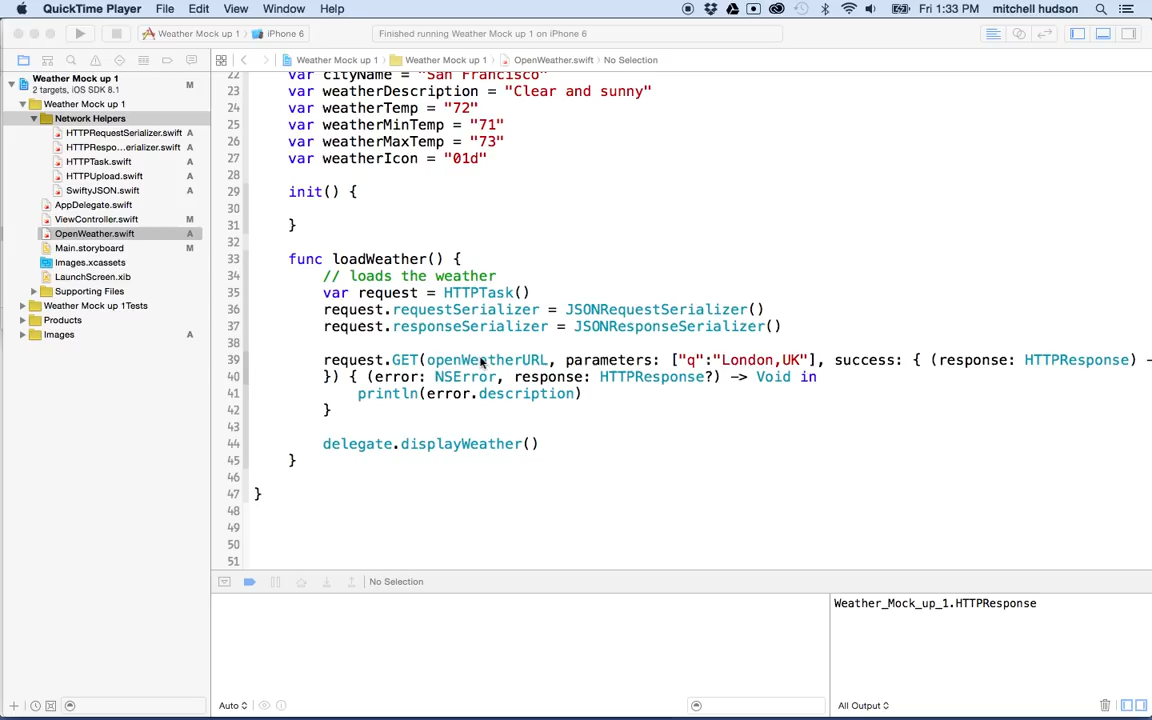 QuickTime Player File Edit View Window Help Fri 1:33 PM mitchell hudson
Weather Mock up 1 iPhone 6 Finished running Weather Mock up 1 on iPhone 6
Weather Mock up 1 Weather Mock up 1 OpenWeather.swift No Selection
Weather Mock up 1 M
2 targets, iOS SDK 8.1
Weather Mock up 1
Network Helpers
HTTPRequestSerializer.swift A
HTTPRespo...erializer.swift A
HTTPTask.swift A
HTTPUpload.swift A
SwiftyJSON.swift A
AppDelegate.swift
ViewController.swift M
OpenWeather.swift A
Main.storyboard M
Images.xcassets
LaunchScreen.xib
Supporting Files
Weather Mock up 1Tests
Products
Images A
22 var cityName = "San Francisco"
23 var weatherDescription = "Clear and sunny"
24 var weatherTemp = "72"
25 var weatherMinTemp = "71"
26 var weatherMaxTemp = "73"
27 var weatherIcon = "01d"
28
29 init() {
30
31 }
32
33 func loadWeather() {
34 // loads the weather
35 var request = HTTPTask()
36 request.requestSerializer = JSONRequestSerializer()
37 request.responseSerializer = JSONResponseSerializer()
38
39 request.GET(openWeatherURL, parameters: ["q":"London,UK"], success: { (response: HTTPResponse) -
40 }) { (error: NSError, response: HTTPResponse?) -> Void in
41 println(error.description)
42 }
43
44 delegate.displayWeather()
45 }
46
47 }
48
49
50
51
No Selection
Weather_Mock_up_1.HTTPResponse
Auto All Output